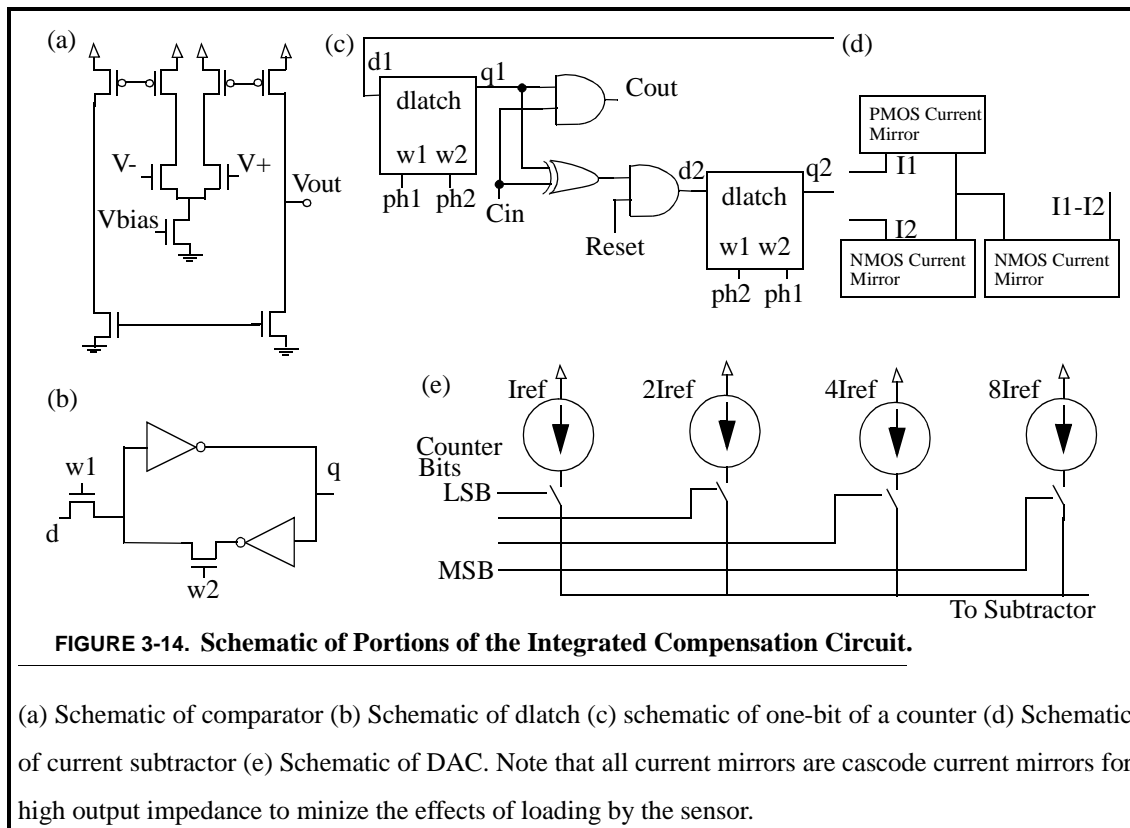 (a)
V-
V+
Vout
Vbias
(b)
w1
d
w2
q
(c)
d1
q1
dlatch
w1 w2
ph1 ph2
Cout
Cin
Reset
d2
q2
dlatch
w1 w2
ph2 ph1
(d)
PMOS Current
Mirror
I1
I2
I1-I2
NMOS Current
Mirror
NMOS Current
Mirror
(e)
Iref
2Iref
4Iref
8Iref
Counter
Bits
LSB
MSB
To Subtractor
FIGURE 3-14. Schematic of Portions of the Integrated Compensation Circuit.
(a) Schematic of comparator (b) Schematic of dlatch (c) schematic of one-bit of a counter (d) Schematic
of current subtractor (e) Schematic of DAC. Note that all current mirrors are cascode current mirrors for
high output impedance to minize the effects of loading by the sensor.